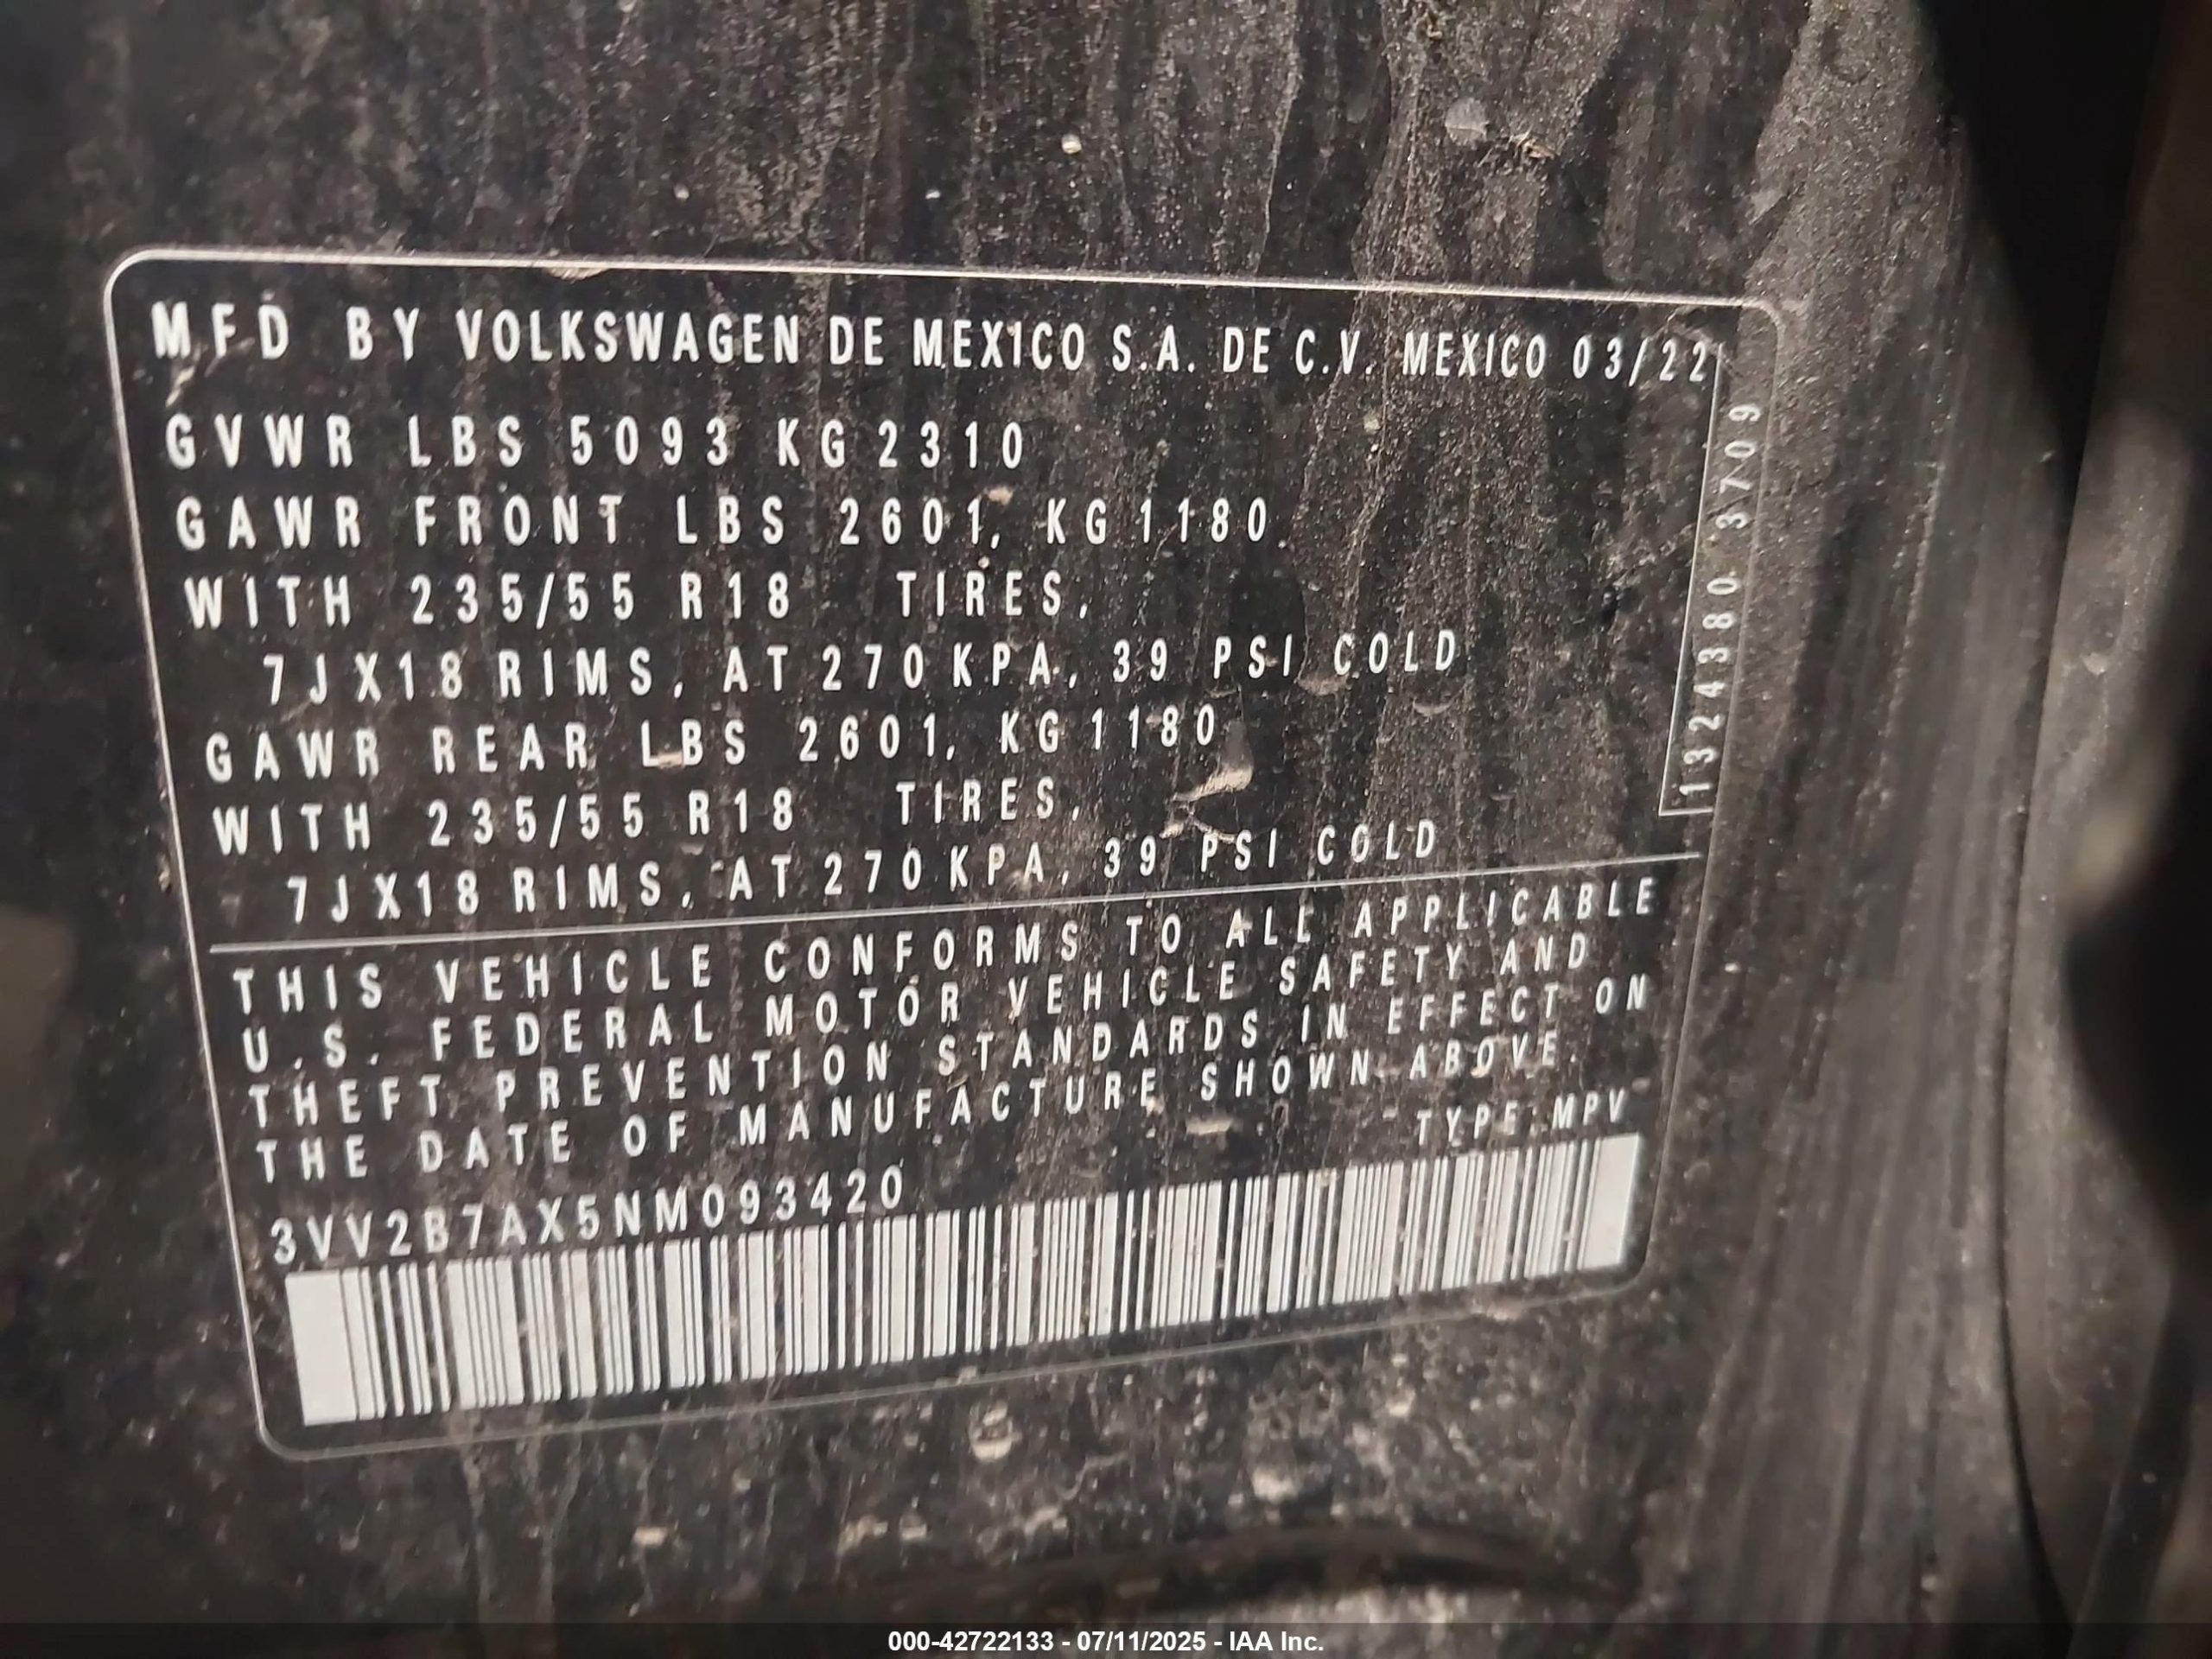 MFD BY VOLKSWAGEN DE MEXICO S.A. DE C.V. MEXICO 03/22
GVWR LBS 5093 KG 2310
GAWR FRONT LBS 2601, KG 1180
WITH 235/55 R18 TIRES,
7JX18 RIMS, AT 270 KPA, 39 PSI COLD
GAWR REAR LBS 2601, KG 1180
WITH 235/55 R18 TIRES,
7JX18 RIMS, AT 270 KPA, 39 PSI COLD
1324380 3709
THIS VEHICLE CONFORMS TO ALL APPLICABLE
U.S. FEDERAL MOTOR VEHICLE SAFETY AND
THEFT PREVENTION STANDARDS IN EFFECT ON
THE DATE OF MANUFACTURE SHOWN ABOVE.
TYPE: MPV
3VV2B7AX5NM093420
000-42722133 - 07/11/2025 - IAA Inc.